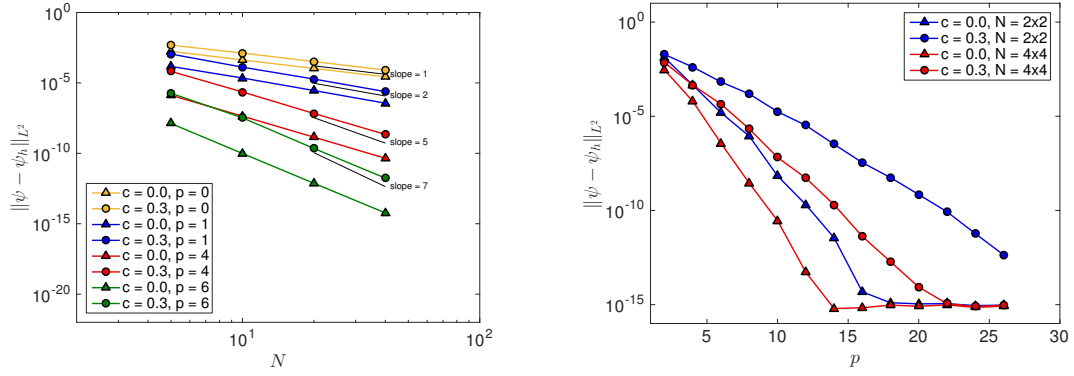 10^0
10^-5
10^-10
10^-15
10^-20
||ψ − ψ_h||_{L^2}
slope = 1
slope = 2
slope = 5
slope = 7
c = 0.0, p = 0
c = 0.3, p = 0
c = 0.0, p = 1
c = 0.3, p = 1
c = 0.0, p = 4
c = 0.3, p = 4
c = 0.0, p = 6
c = 0.3, p = 6
10^1
10^2
N
10^0
10^-5
10^-10
10^-15
||ψ − ψ_h||_{L^2}
c = 0.0, N = 2x2
c = 0.3, N = 2x2
c = 0.0, N = 4x4
c = 0.3, N = 4x4
5
10
15
20
25
30
p